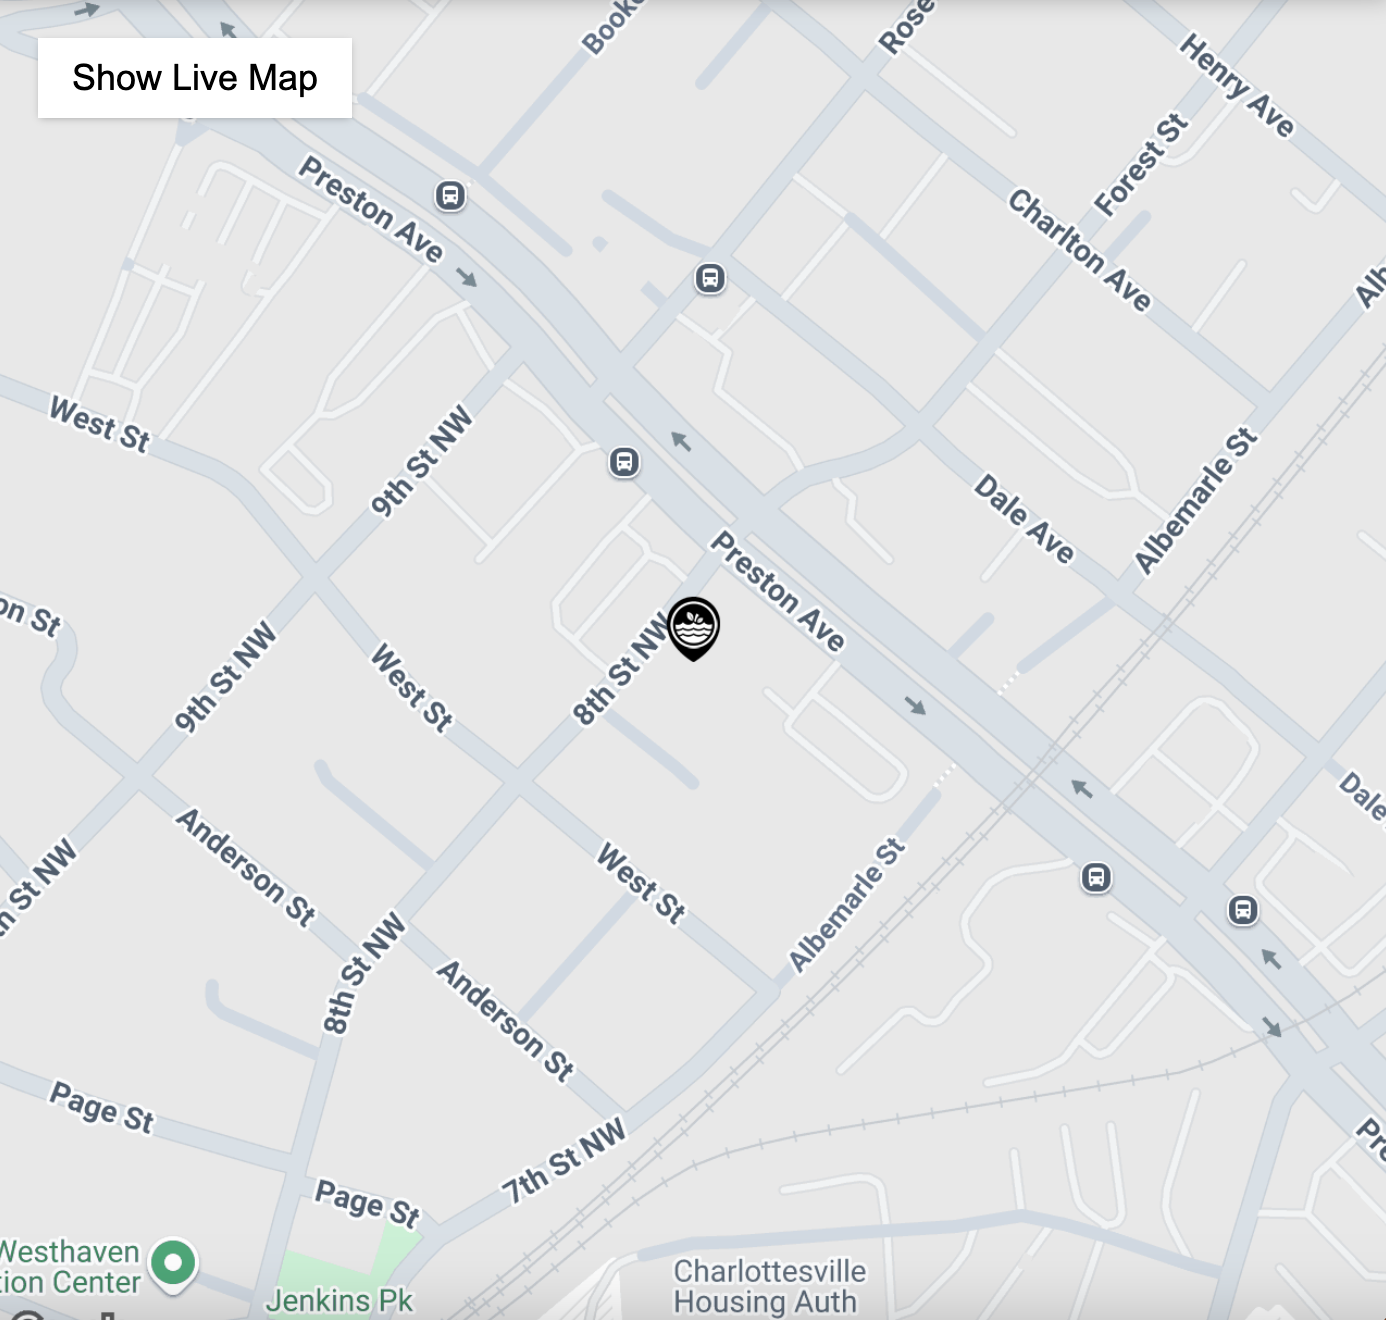 Booke
Rose
Show Live Map
Henry Ave
Forest St
Preston Ave
Charlton Ave
Alb
West St
9th St NW
Dale Ave
Albemarle St
Preston Ave
on St
9th St NW
West St
8th St NW
Dale
Anderson St
West St
Albemarle St
h St NW
8th St NW
Anderson St
Page St
Pre
7th St NW
Page St
Westhaven
tion Center
Charlottesville
Housing Auth
Jenkins Pk